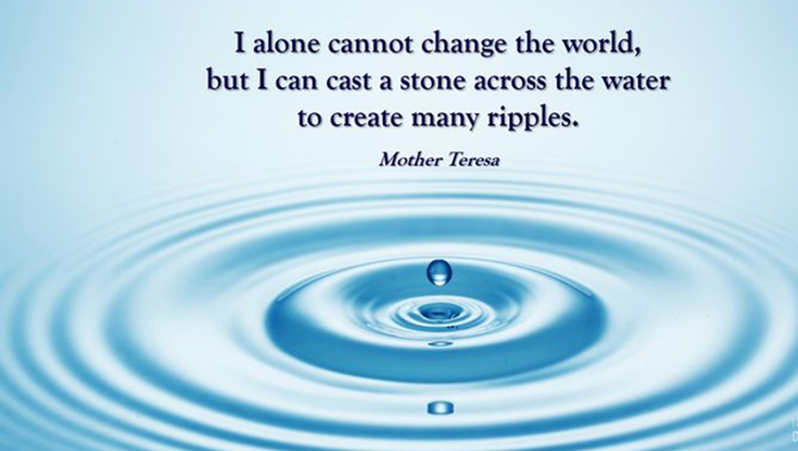 I alone cannot change the world,
but I can cast a stone across the water
to create many ripples.
Mother Teresa